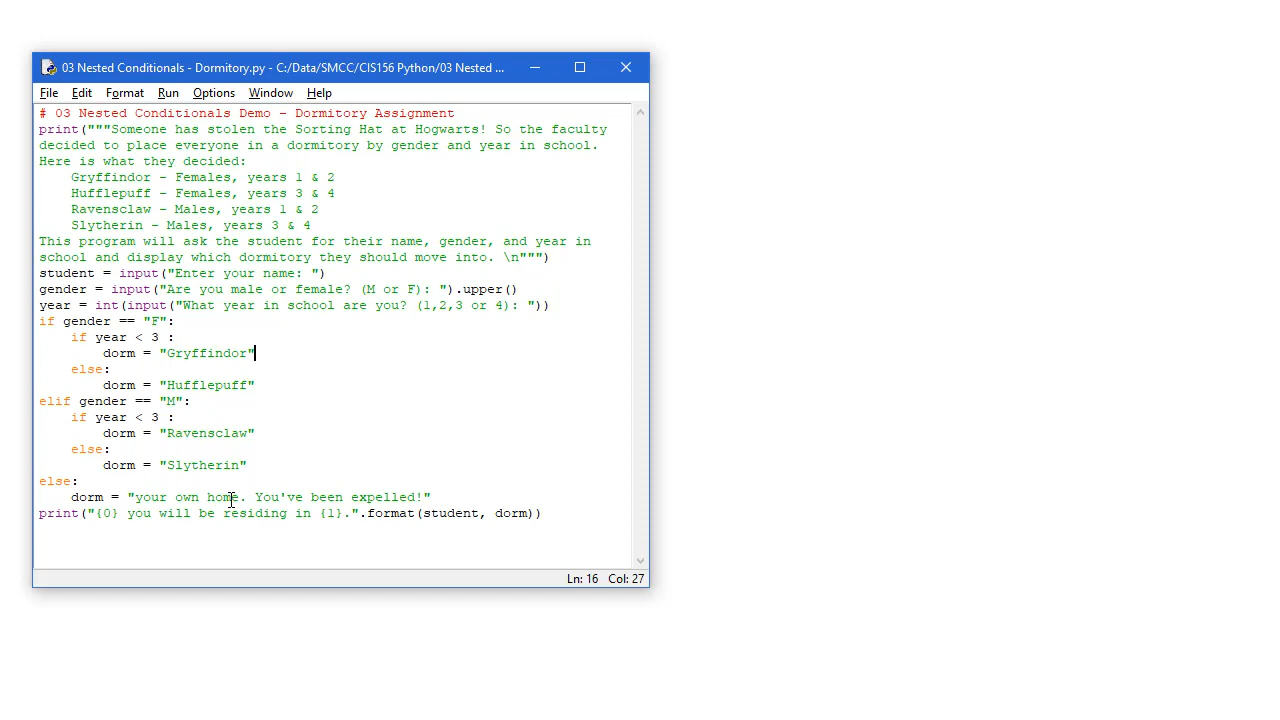 03 Nested Conditionals - Dormitory.py - C:/Data/SMCC/CIS156 Python/03 Nested ...
File Edit Format Run Options Window Help
# 03 Nested Conditionals Demo - Dormitory Assignment
print("""Someone has stolen the Sorting Hat at Hogwarts! So the faculty
decided to place everyone in a dormitory by gender and year in school.
Here is what they decided:
    Gryffindor - Females, years 1 & 2
    Hufflepuff - Females, years 3 & 4
    Ravensclaw - Males, years 1 & 2
    Slytherin - Males, years 3 & 4
This program will ask the student for their name, gender, and year in
school and display which dormitory they should move into. \n""")
student = input("Enter your name: ")
gender = input("Are you male or female? (M or F): ").upper()
year = int(input("What year in school are you? (1,2,3 or 4): "))
if gender == "F":
    if year < 3 :
        dorm = "Gryffindor"
    else:
        dorm = "Hufflepuff"
elif gender == "M":
    if year < 3 :
        dorm = "Ravensclaw"
    else:
        dorm = "Slytherin"
else:
    dorm = "your own home. You've been expelled!"
print("{0} you will be residing in {1}.".format(student, dorm))
Ln: 16 Col: 27